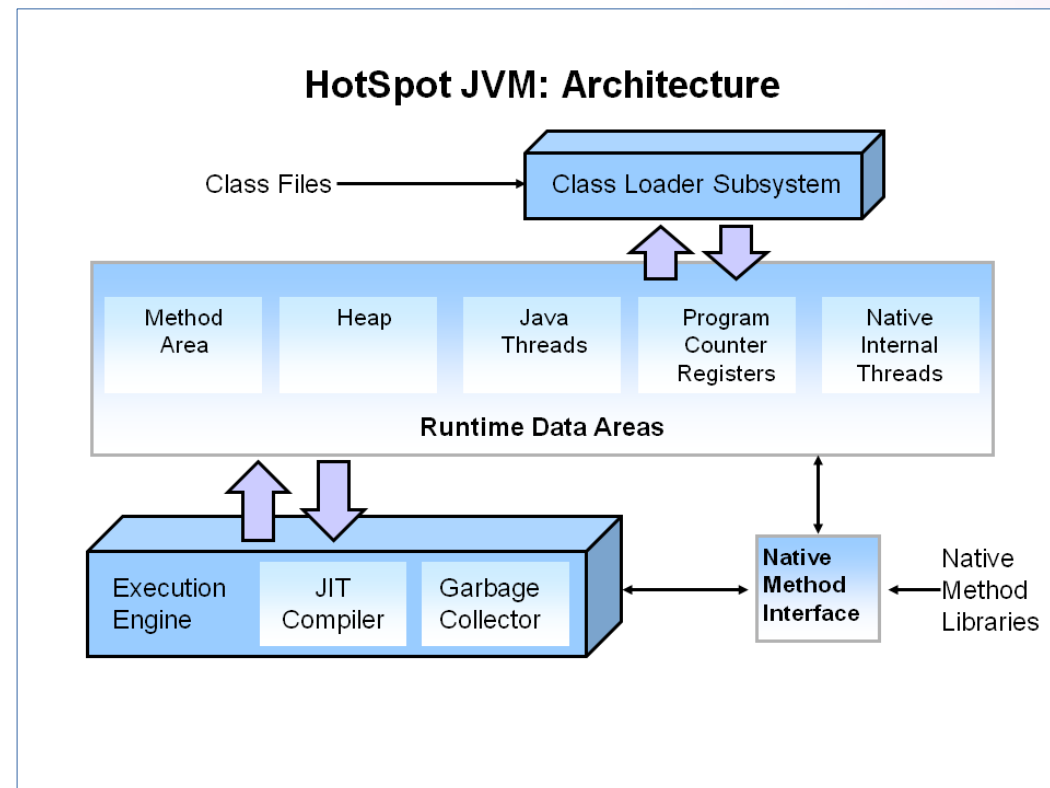 HotSpot JVM: Architecture
Class Files
Class Loader Subsystem
Method
Area
Heap
Java
Threads
Program
Counter
Registers
Native
Internal
Threads
Runtime Data Areas
Execution
Engine
JIT
Compiler
Garbage
Collector
Native
Method
Interface
Native
Method
Libraries